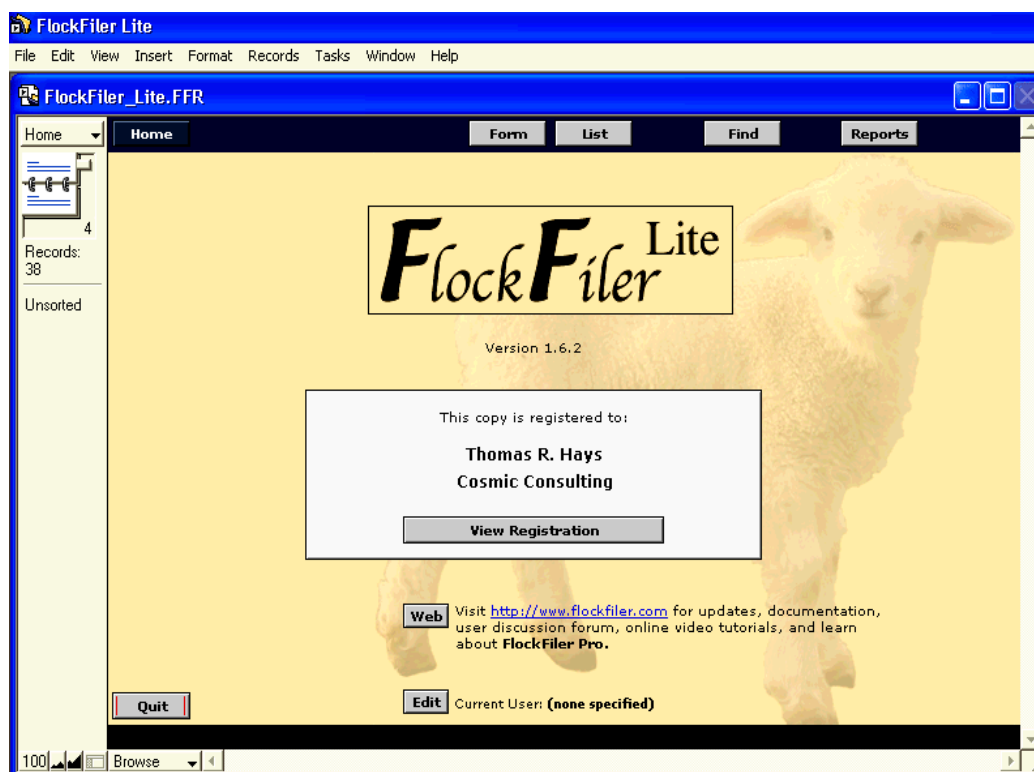 FlockFiler Lite
File Edit View Insert Format Records Tasks Window Help
FlockFiler_Lite.FFR
Home
Home Form List Find Reports
4
Records:
38
Unsorted
FlockFiler Lite
Version 1.6.2
This copy is registered to:
Thomas R. Hays
Cosmic Consulting
View Registration
Web
Visit http://www.flockfiler.com for updates, documentation,
user discussion forum, online video tutorials, and learn
about FlockFiler Pro.
Quit
Edit Current User: (none specified)
100 Browse